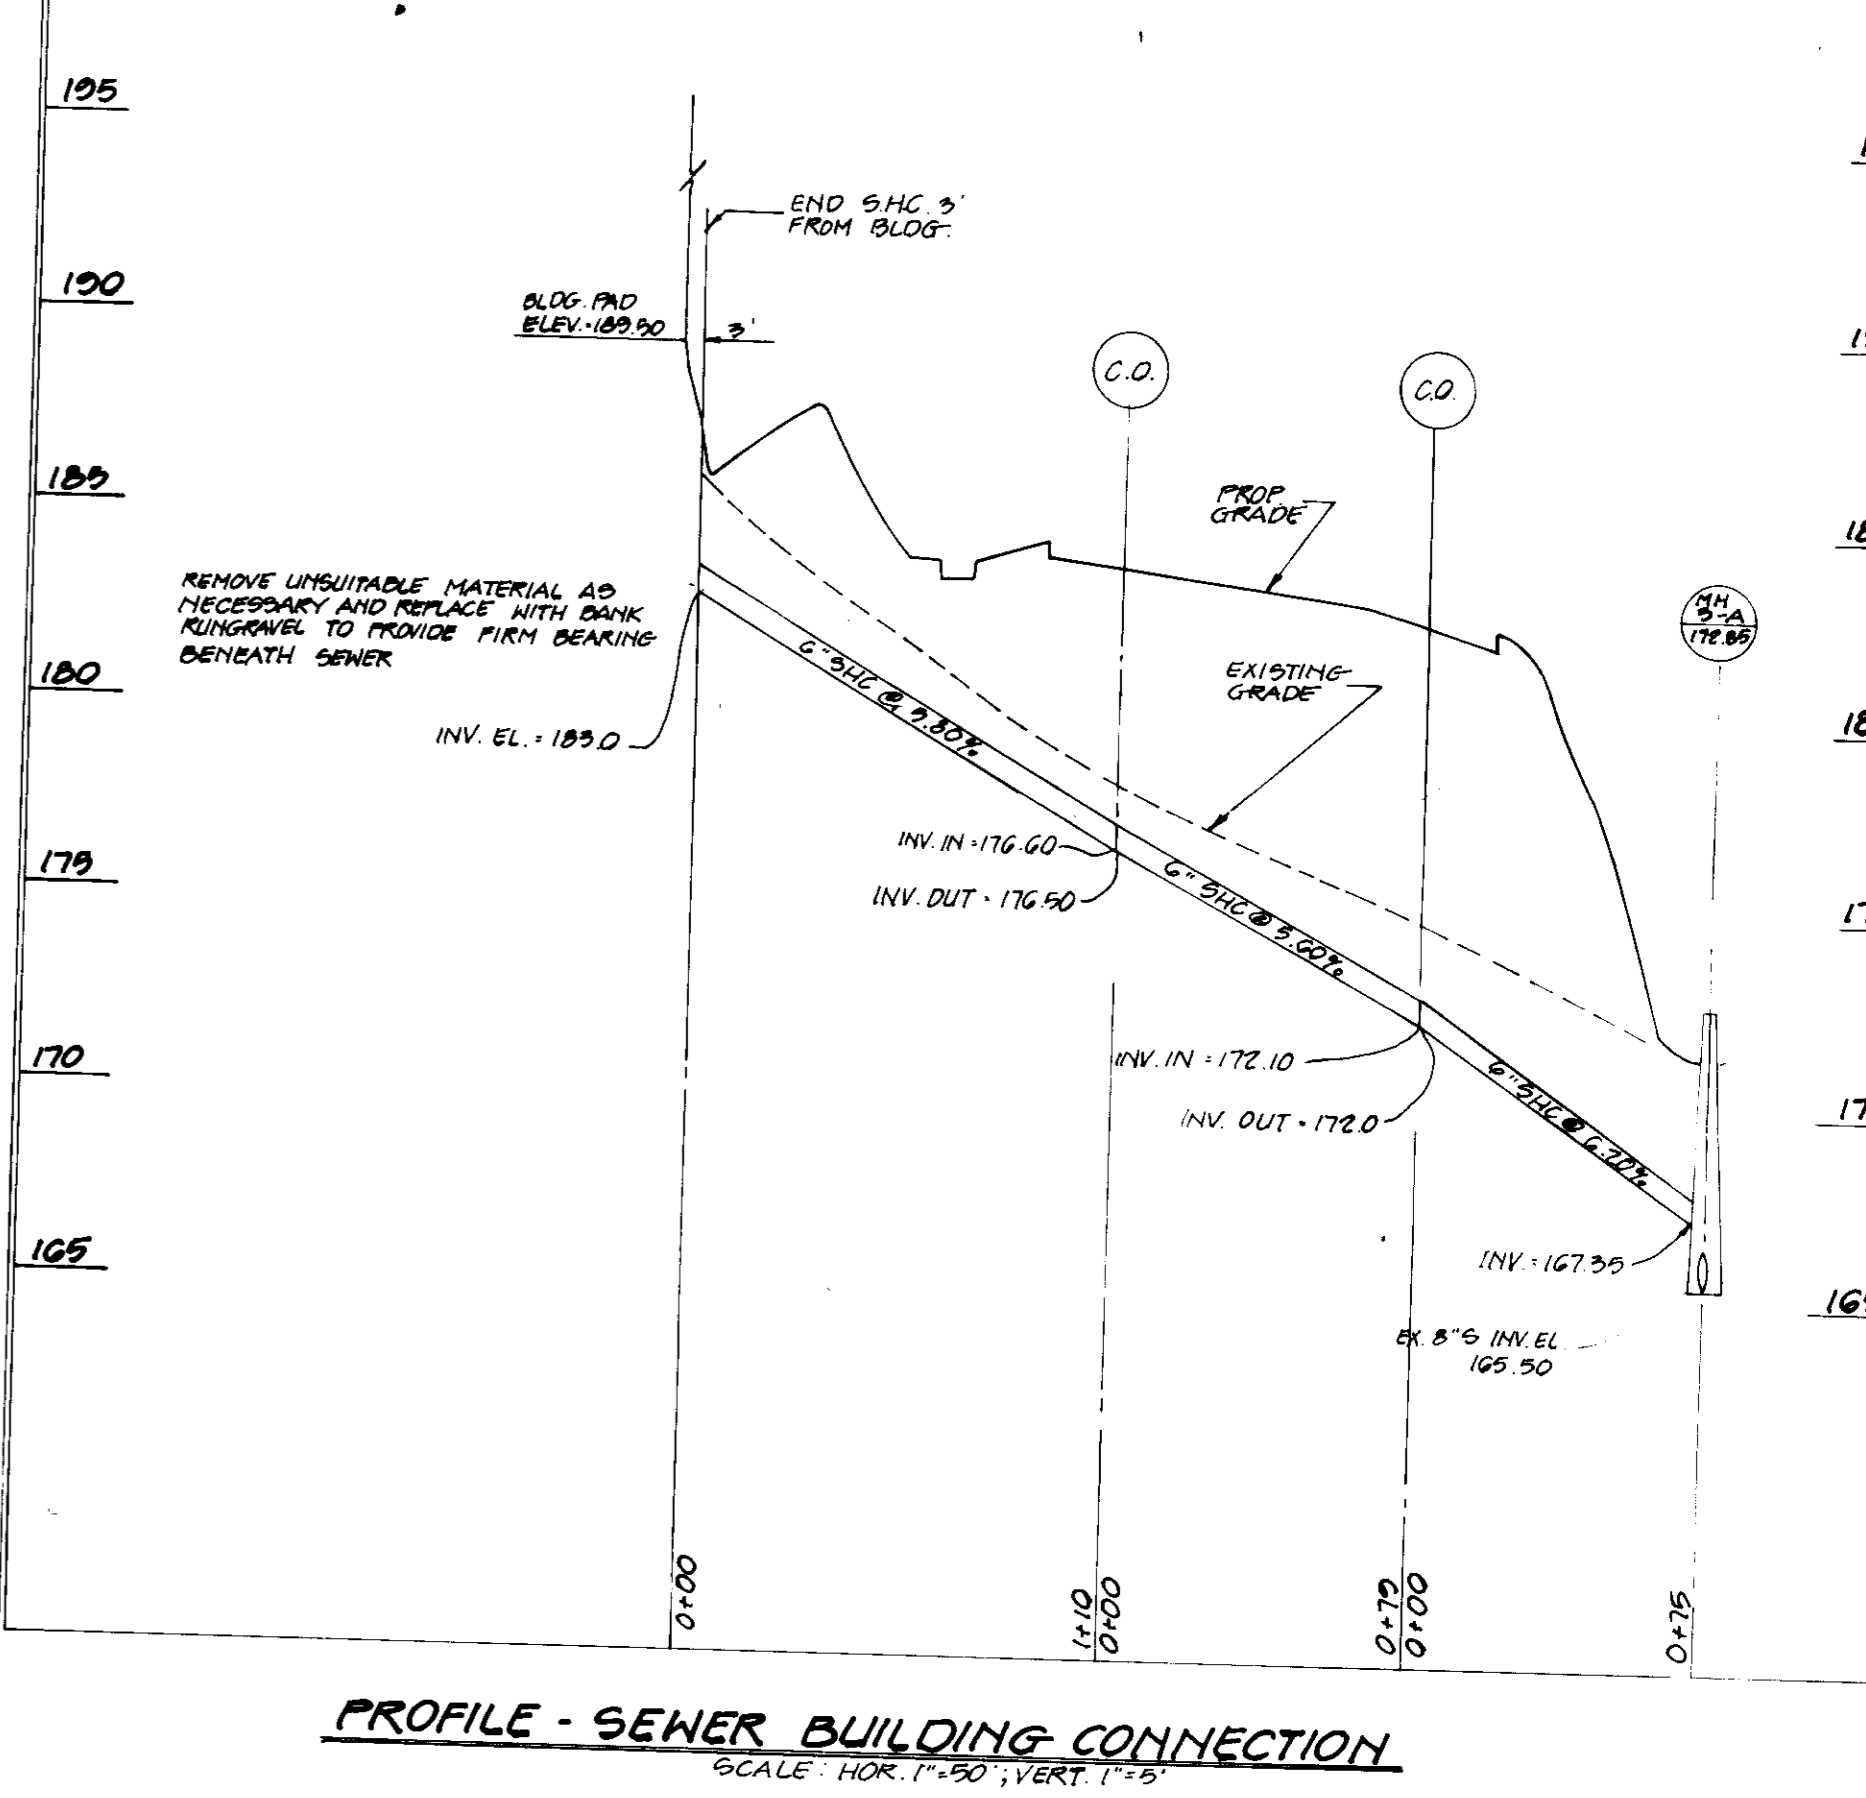 195
190
185
180
175
170
165
END S.H.C. 3'
FROM BLDG.
BLDG. PAD
ELEV.=189.50
3'
C.O.
C.O.
PROP.
GRADE
EXISTING
GRADE
MH
3-A
172.85
REMOVE UNSUITABLE MATERIAL AS
NECESSARY AND REPLACE WITH BANK
RUNGRAVEL TO PROVIDE FIRM BEARING
BENEATH SEWER
INV. EL. = 183.0
6" SHC @ 5.80%
INV. IN = 176.60
INV. OUT = 176.50
6" SHC @ 5.60%
INV. IN = 172.10
INV. OUT = 172.0
6" SHC @ 6.20%
INV. = 167.35
EX. 8"S INV. EL.
165.50
0+00
1+10
0+00
0+79
0+00
0+75
PROFILE - SEWER BUILDING CONNECTION
SCALE: HOR. 1"=50'; VERT. 1"=5'